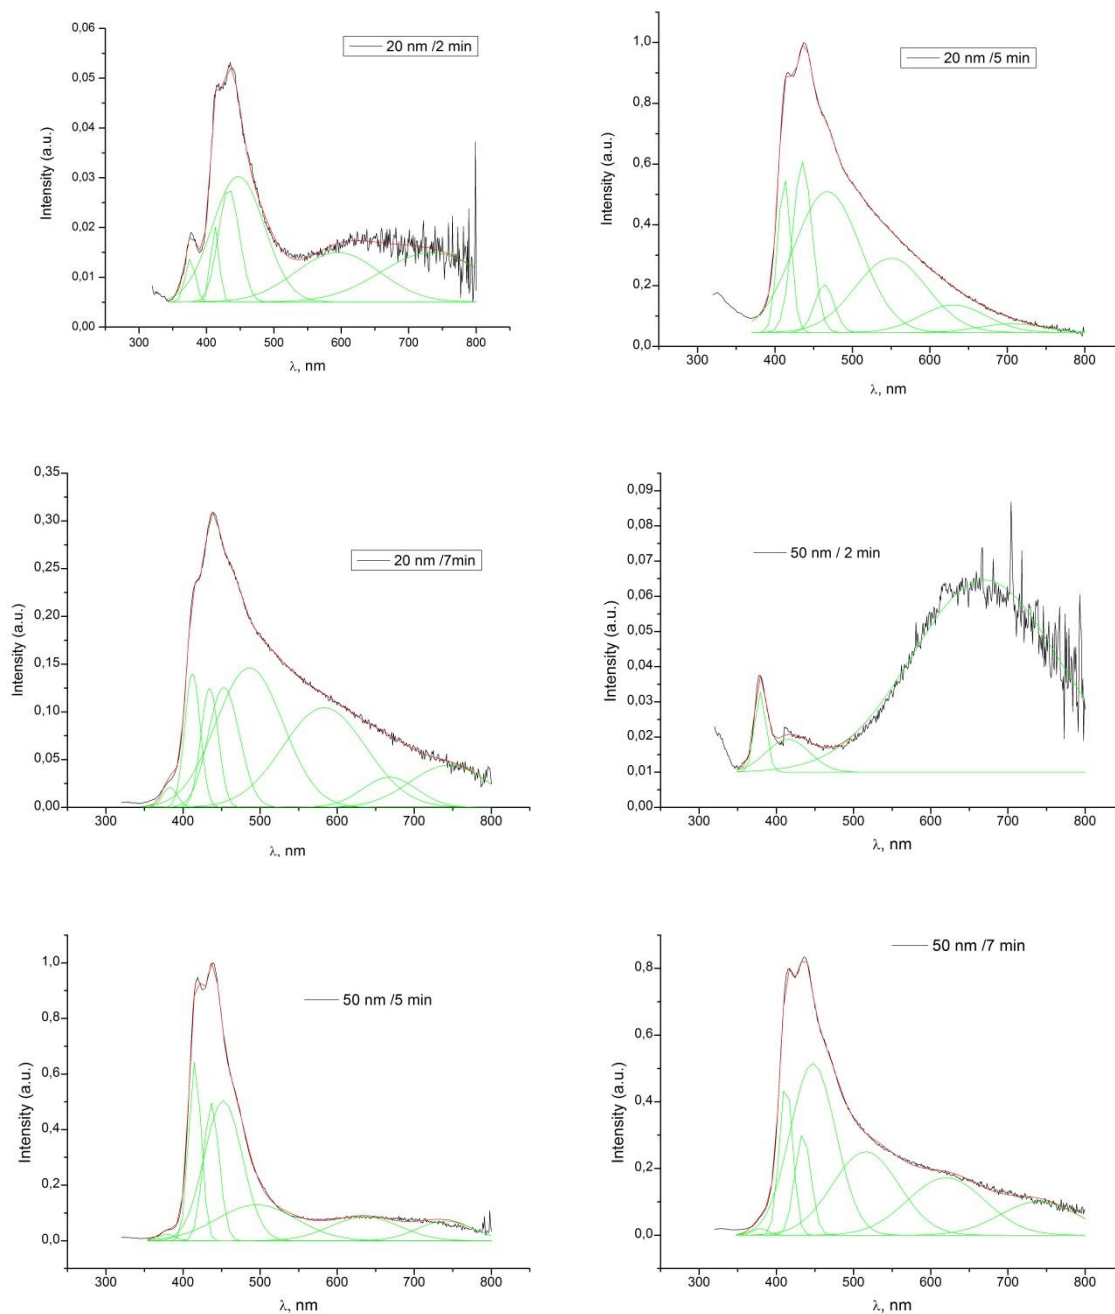 0,06
0,05
0,04
0,03
0,02
0,01
0,00
Intensity (a.u.)
20 nm /2 min
300 400 500 600 700 800
λ, nm
1,0
0,8
0,6
0,4
0,2
0,0
Intensity (a.u.)
20 nm /5 min
300 400 500 600 700 800
λ, nm
0,35
0,30
0,25
0,20
0,15
0,10
0,05
0,00
Intensity (a.u.)
20 nm /7min
300 400 500 600 700 800
λ, nm
0,09
0,08
0,07
0,06
0,05
0,04
0,03
0,02
0,01
0,00
Intensity (a.u.)
50 nm / 2 min
300 400 500 600 700 800
λ, nm
1,0
0,8
0,6
0,4
0,2
0,0
Intensity (a.u.)
50 nm /5 min
300 400 500 600 700 800
λ, nm
0,8
0,6
0,4
0,2
0,0
Intensity (a.u.)
50 nm /7 min
300 400 500 600 700 800
λ, nm